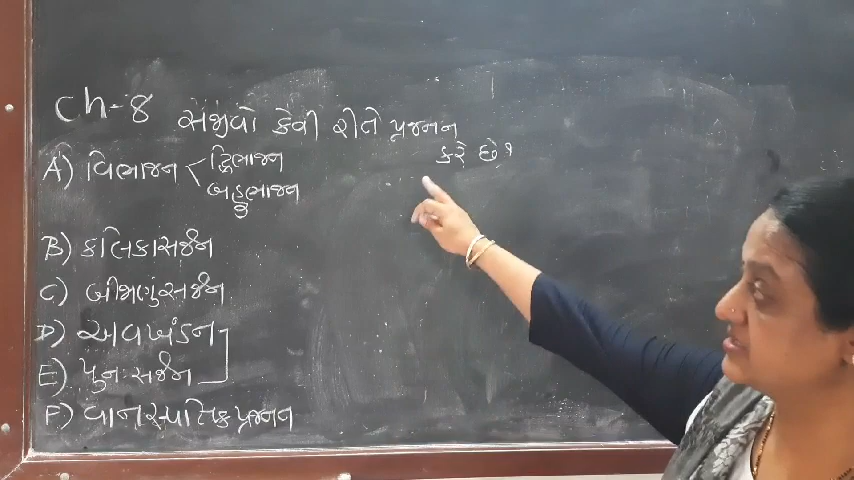 ch-8 સજીવો કેવી રીતે પ્રજનન
કરે છે?
A) વિભાજન < દ્વિભાજન
બહુભાજન
B) કલિકાસર્જન
C) બીજાણુંસર્જન
D) અવખંડન
E) પુનઃસર્જન
F) વાનસ્પતિક પ્રજનન